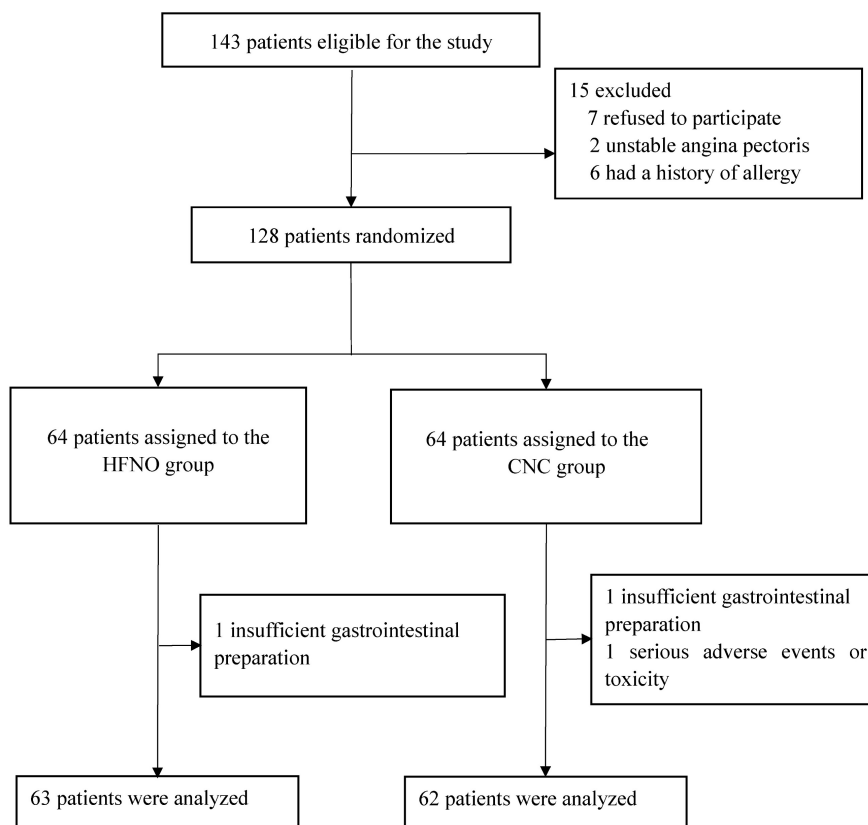 143 patients eligible for the study
15 excluded
7 refused to participate
2 unstable angina pectoris
6 had a history of allergy
128 patients randomized
64 patients assigned to the
HFNO group
64 patients assigned to the
CNC group
1 insufficient gastrointestinal
preparation
1 insufficient gastrointestinal
preparation
1 serious adverse events or
toxicity
63 patients were analyzed
62 patients were analyzed